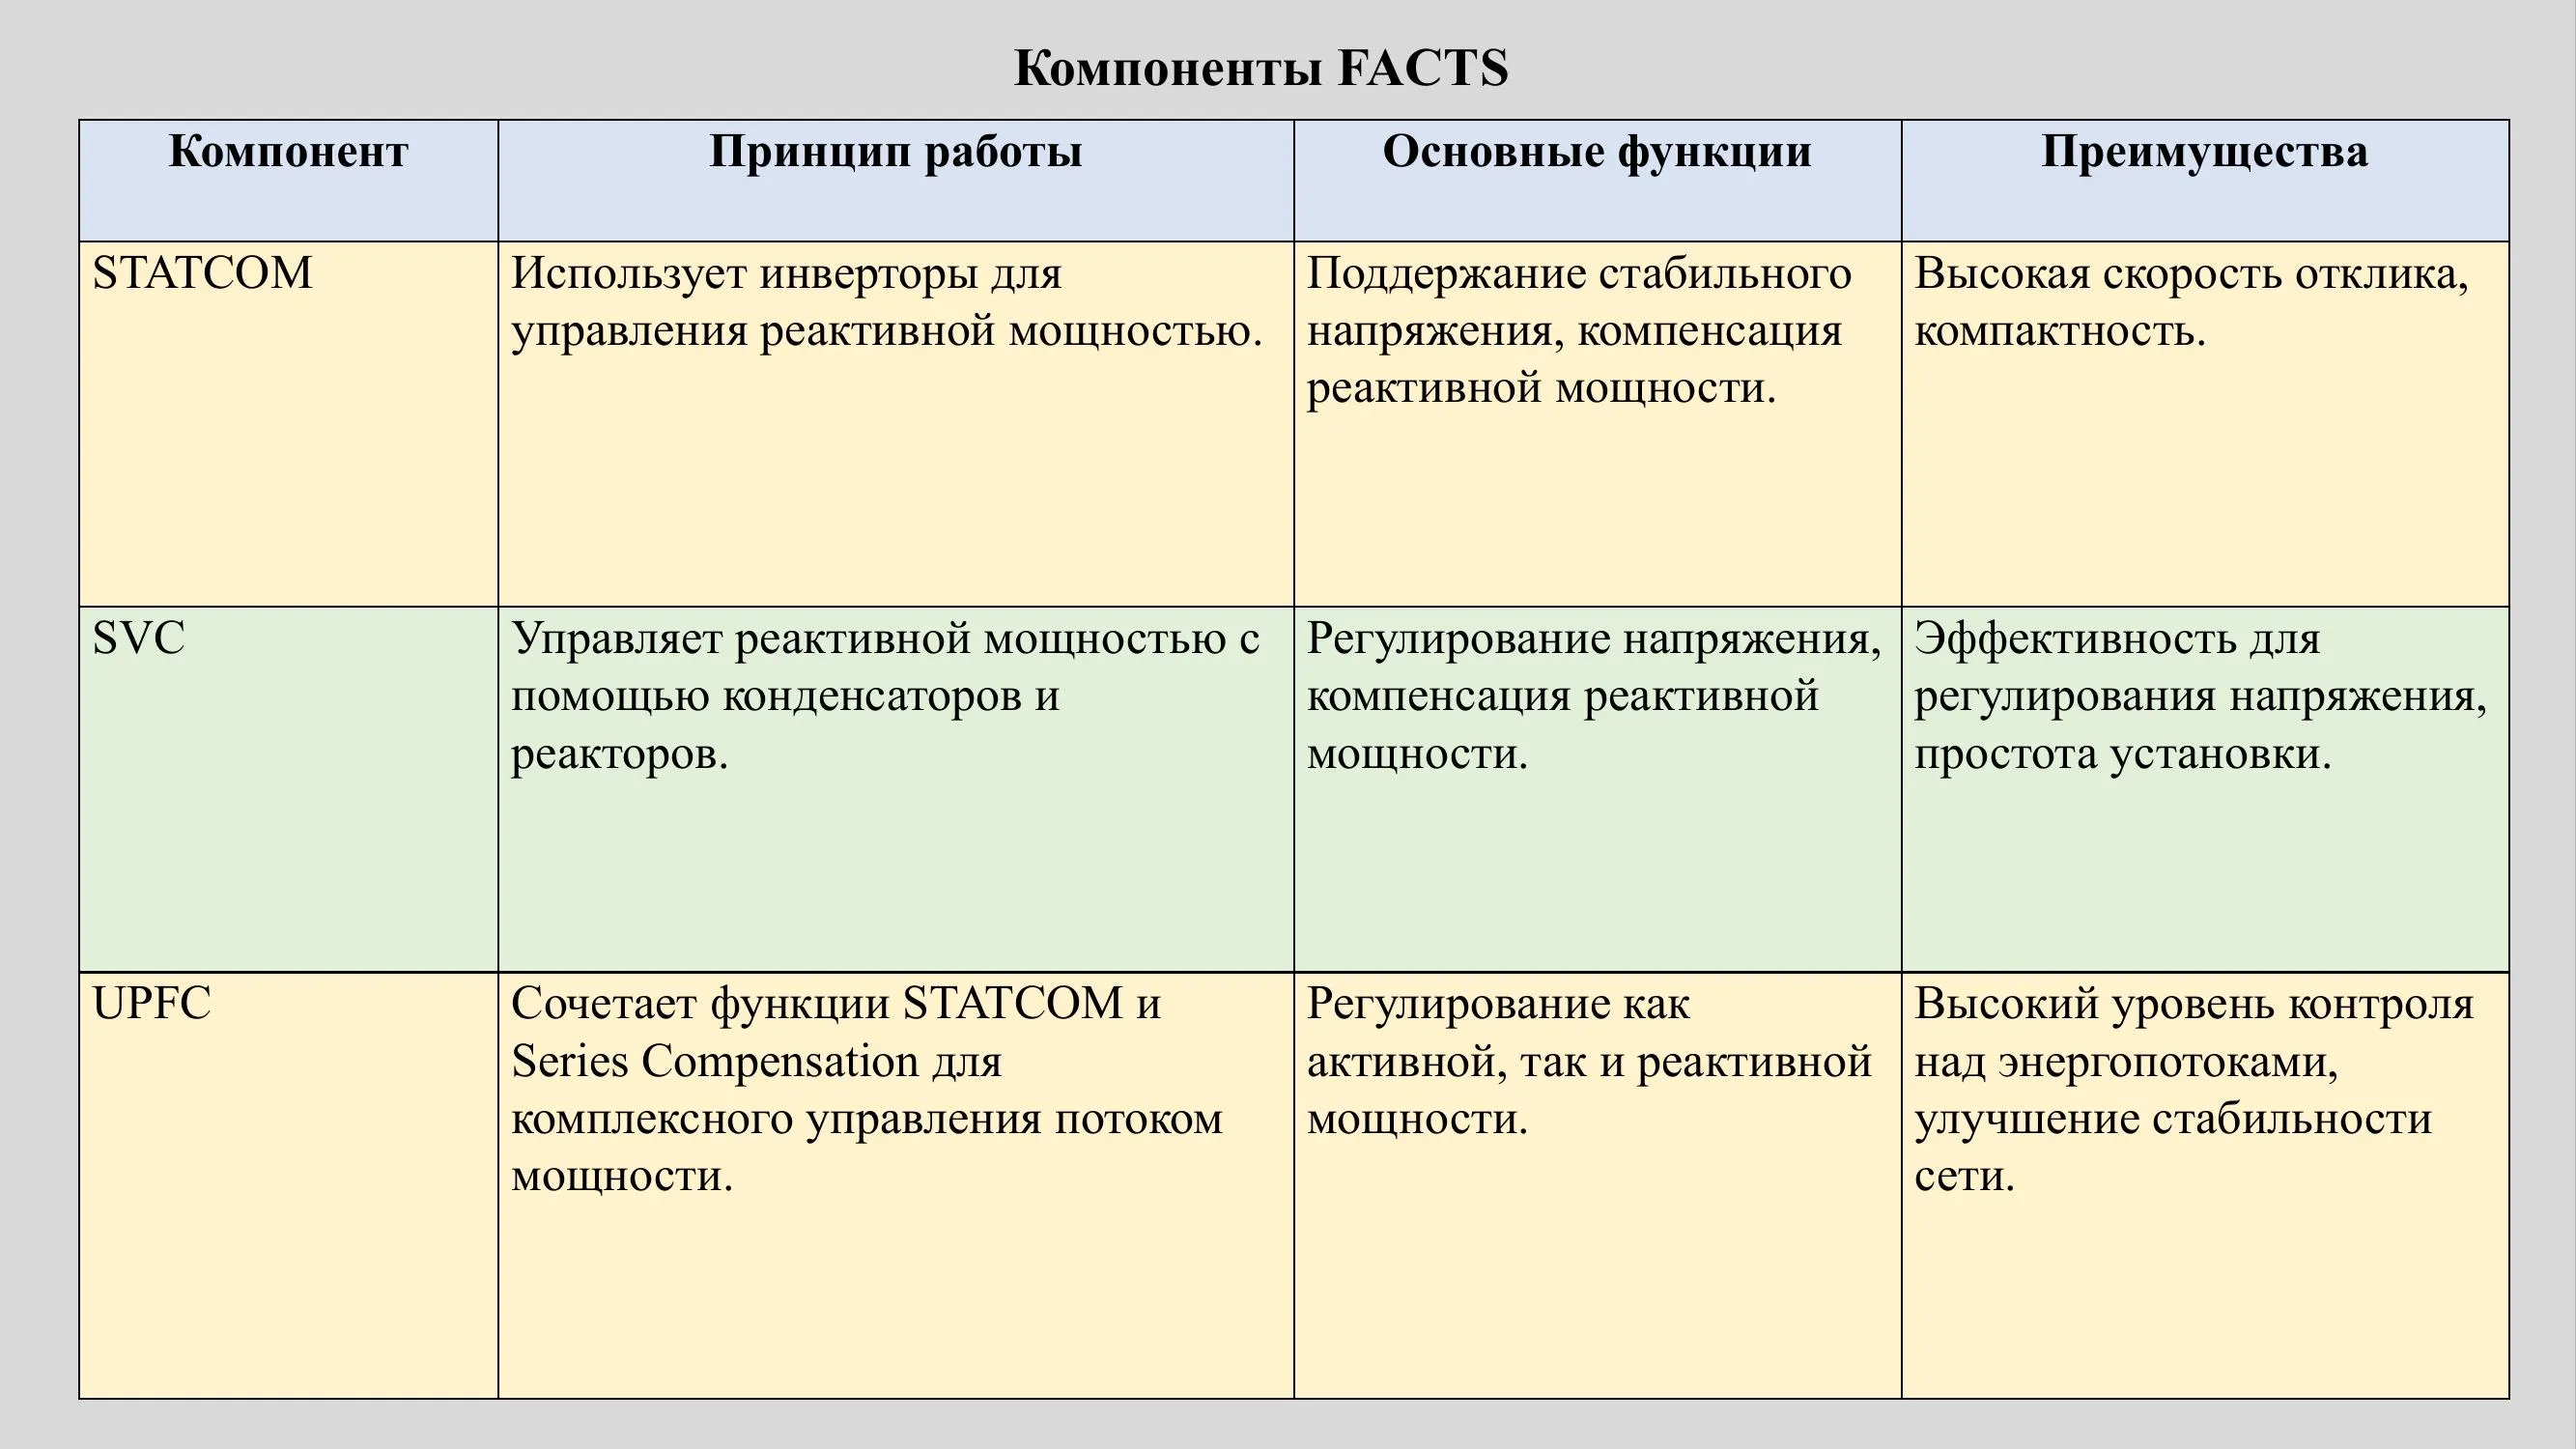 Компоненты FACTS
Компонент
Принцип работы
Основные функции
Преимущества
STATCOM
Использует инверторы для
управления реактивной мощностью.
Поддержание стабильного
напряжения, компенсация
реактивной мощности.
Высокая скорость отклика,
компактность.
SVC
Управляет реактивной мощностью с
помощью конденсаторов и
реакторов.
Регулирование напряжения,
компенсация реактивной
мощности.
Эффективность для
регулирования напряжения,
простота установки.
UPFC
Сочетает функции STATCOM и
Series Compensation для
комплексного управления потоком
мощности.
Регулирование как
активной, так и реактивной
мощности.
Высокий уровень контроля
над энергопотоками,
улучшение стабильности
сети.